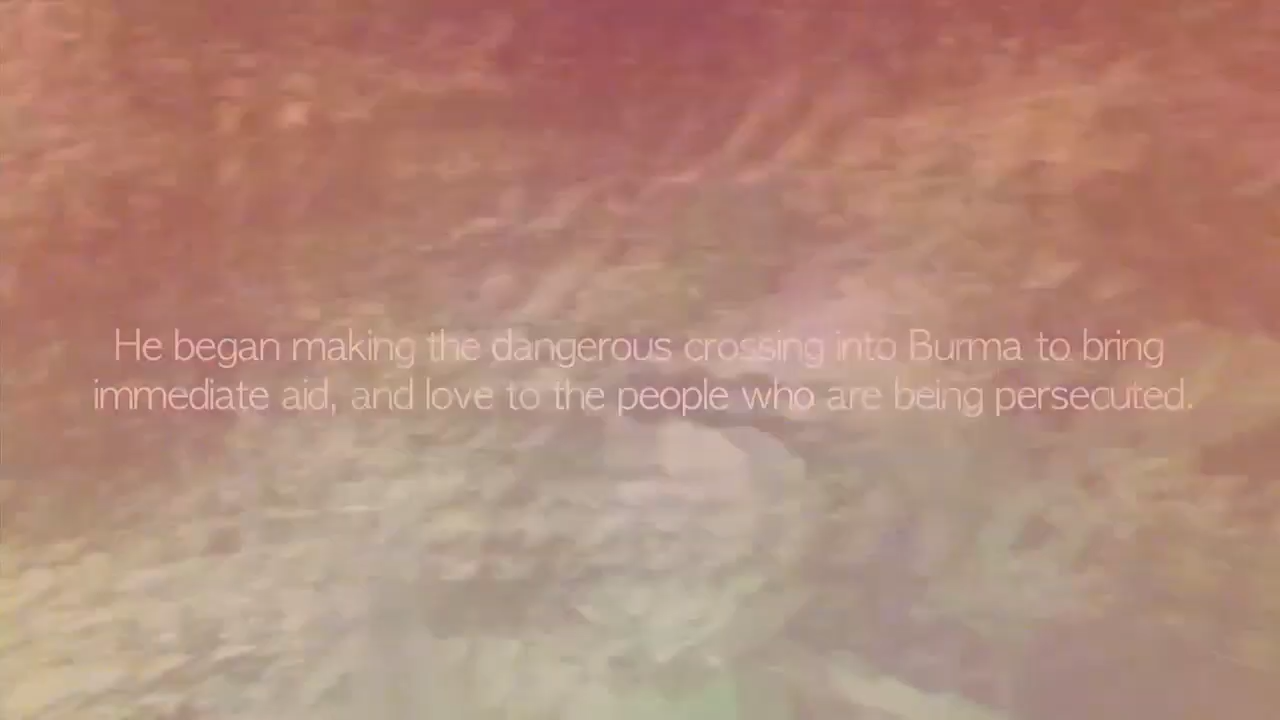 He began making the dangerous crossing into Burma to bring
immediate aid, and love to the people who are being persecuted.